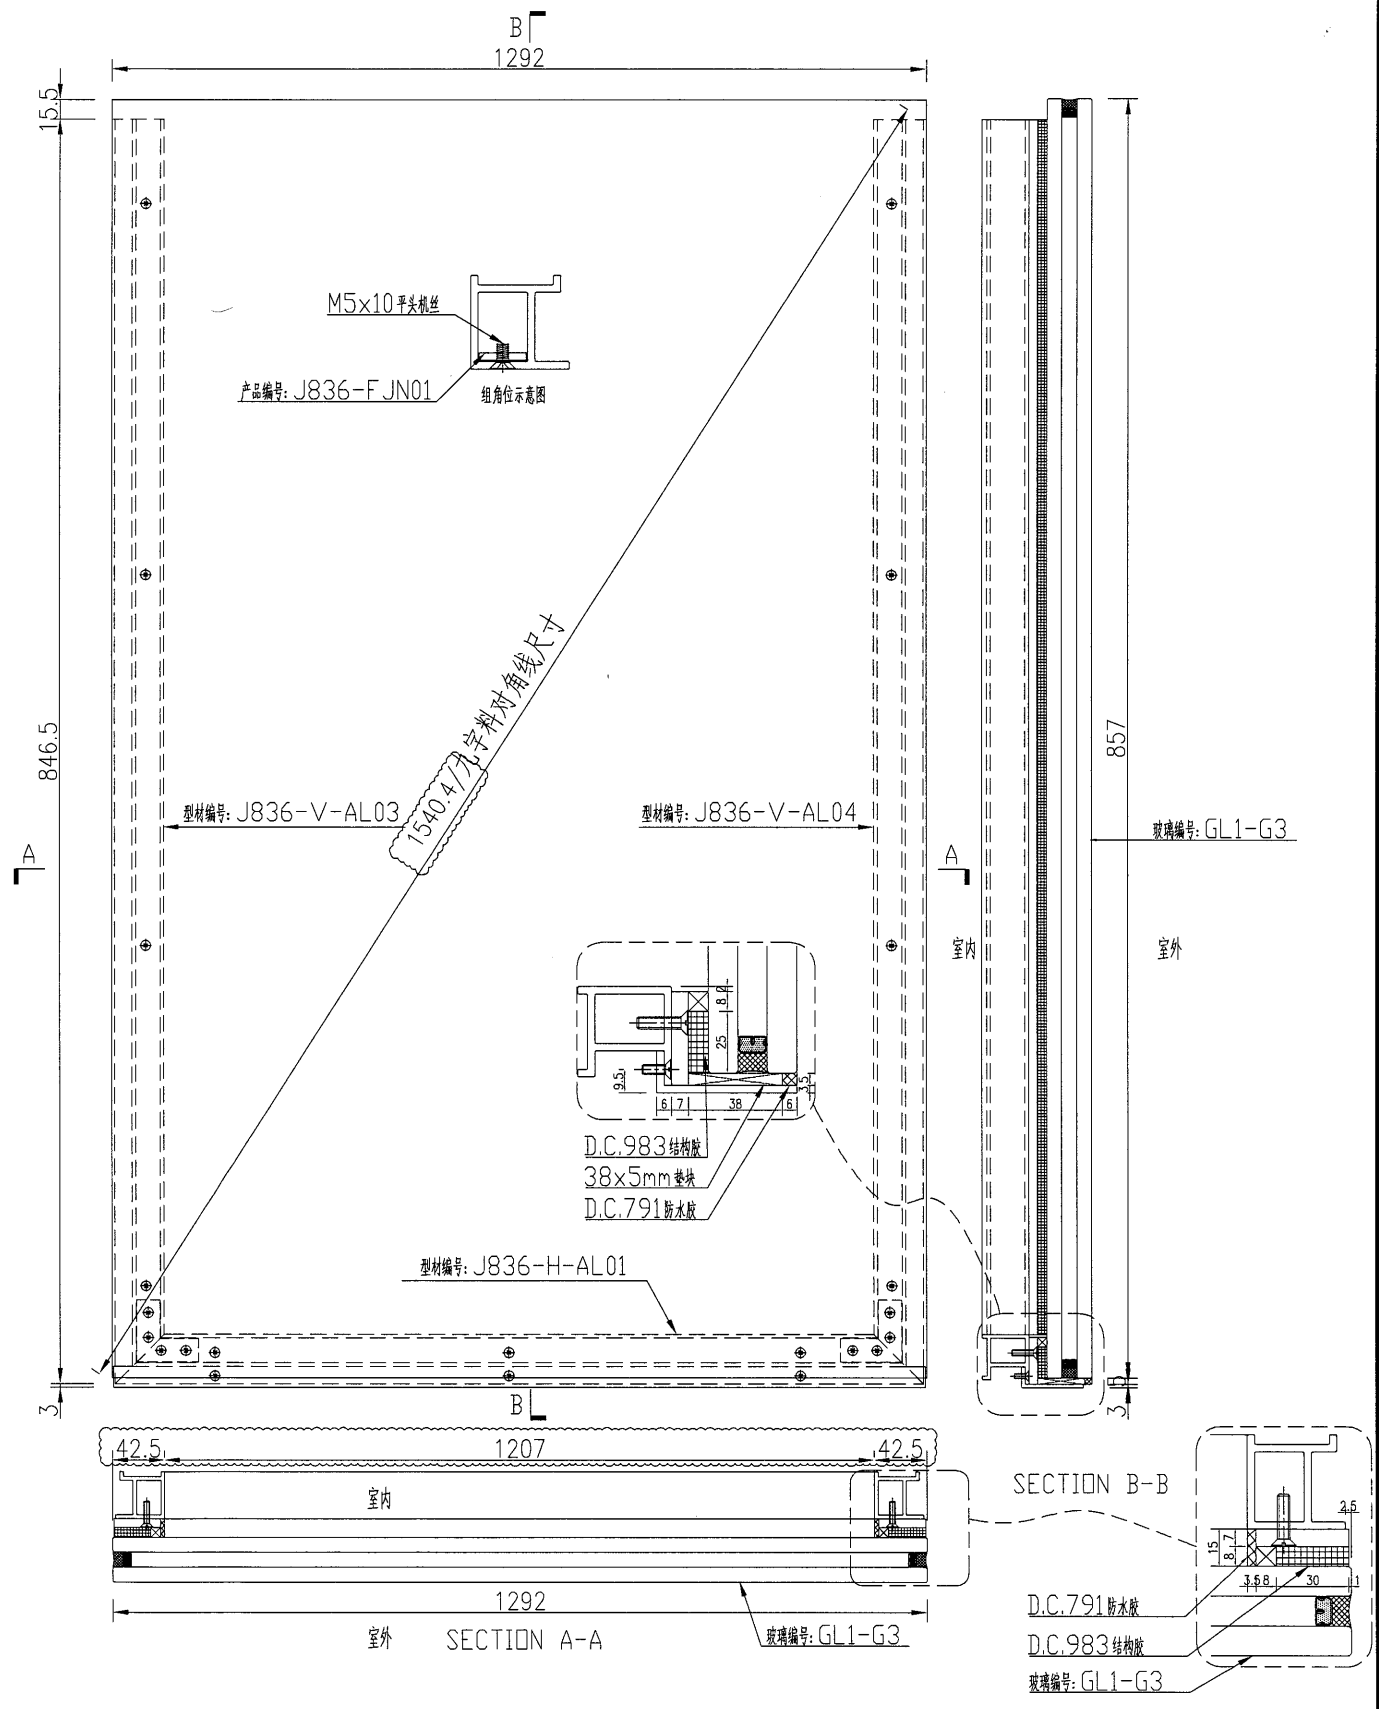 B
1292
15.5
M5x10平头机丝
产品编号: J836-FJN01
组角位示意图
846.5
1540.4/九字料对角线尺寸
857
型材编号: J836-V-AL03
型材编号: J836-V-AL04
玻璃编号: GL1-G3
A
A
室内
室外
8
25
9.5
3.5
6
7
38
6
D.C.983结构胶
38x5mm垫块
D.C.791防水胶
型材编号: J836-H-AL01
3
B
3
42.5
1207
42.5
室内
SECTION B-B
2.5
15
7
8
3.5
8
30
1
1292
D.C.791防水胶
室外
SECTION A-A
玻璃编号: GL1-G3
D.C.983结构胶
玻璃编号: GL1-G3